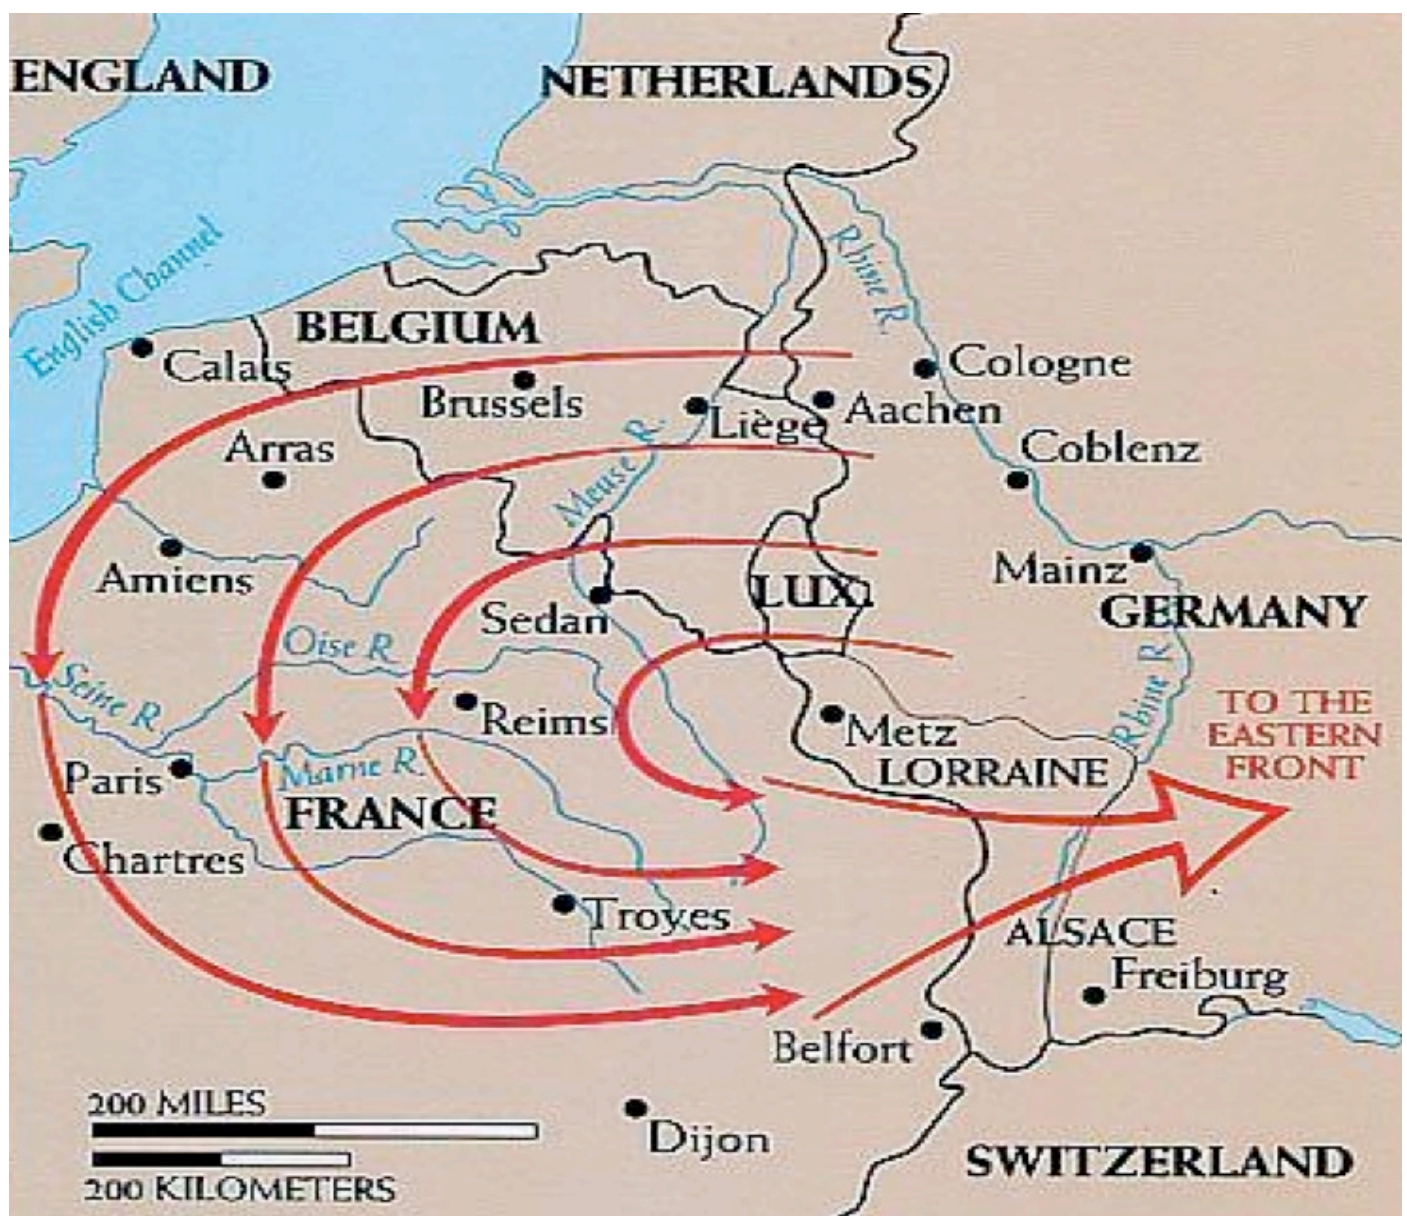 ENGLAND
NETHERLANDS
English Channel
Rhine R.
BELGIUM
Calais
Brussels
Cologne
Liège
Aachen
Arras
Coblenz
Meuse R.
Amiens
Mainz
LUX.
Sedan
GERMANY
Oise R.
Seine R.
Rhine R.
Reims
Metz
TO THE
EASTERN
FRONT
Paris
Marne R.
LORRAINE
FRANCE
Chartres
Troyes
ALSACE
Freiburg
Belfort
200 MILES
Dijon
SWITZERLAND
200 KILOMETERS